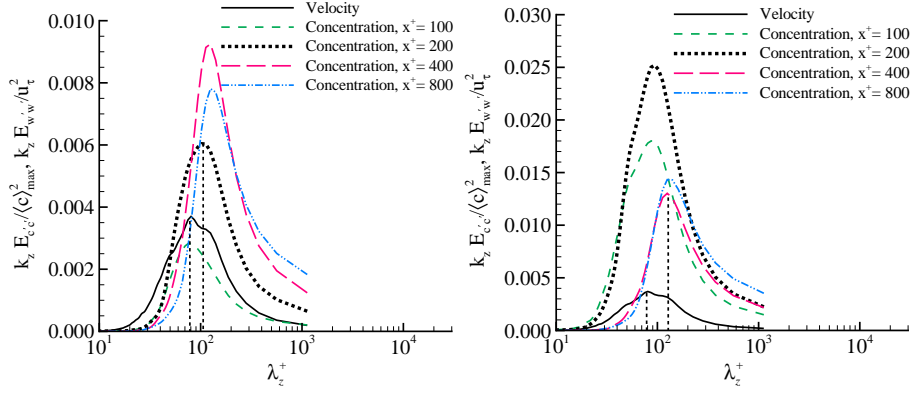 Velocity
Concentration, x⁺= 100
Concentration, x⁺= 200
Concentration, x⁺= 400
Concentration, x⁺= 800
k_z E_c'c'/⟨c⟩²_max, k_z E_w'w'/u²_τ
0.010
0.008
0.006
0.004
0.002
0.000
10¹ 10² 10³ 10⁴
λ_z⁺
Velocity
Concentration, x⁺= 100
Concentration, x⁺= 200
Concentration, x⁺= 400
Concentration, x⁺= 800
k_z E_c'c'/⟨c⟩²_max, k_z E_w'w'/u²_τ
0.030
0.025
0.020
0.015
0.010
0.005
0.000
10¹ 10² 10³ 10⁴
λ_z⁺